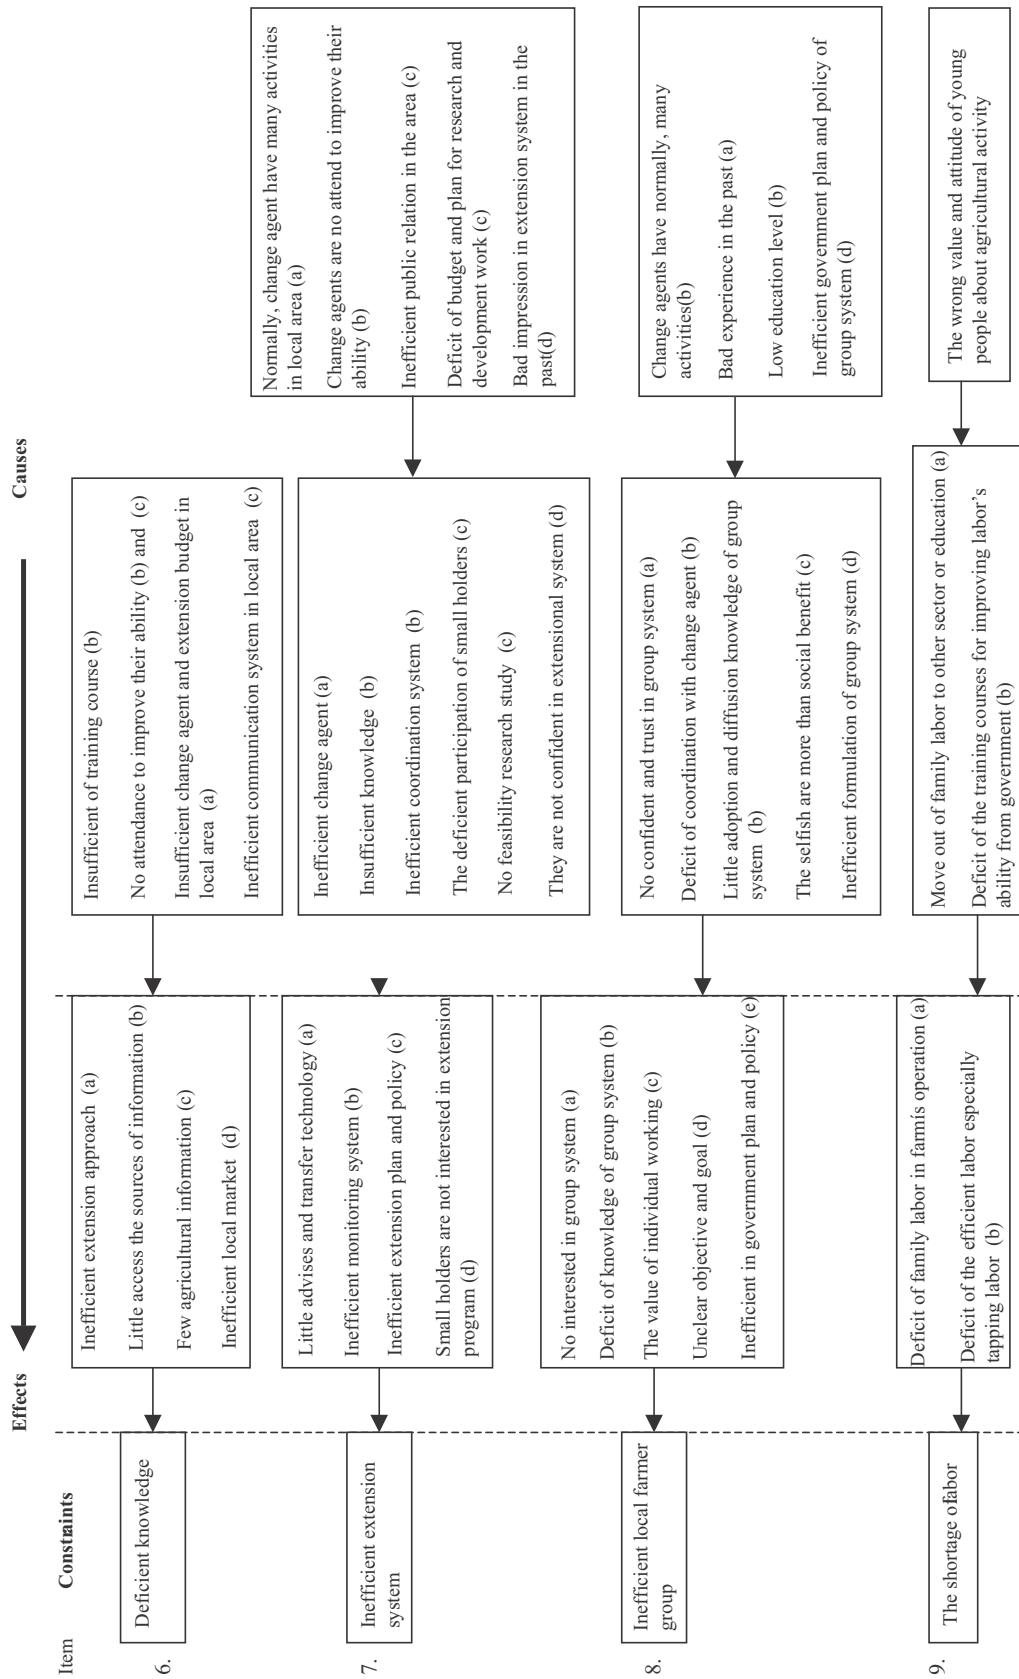 Effects
Causes
Item
Constraints
6.
Deficient knowledge
Inefficient extension approach (a)
Little access the sources of information (b)
Few agricultural information (c)
Inefficient local market (d)
Insufficient of training course (b)
No attendance to improve their ability (b) and (c)
Insufficient change agent and extension budget in
local area (a)
Inefficient communication system in local area (c)
7.
Inefficient extension
system
Little advises and transfer technology (a)
Inefficient monitoring system (b)
Inefficient extension plan and policy (c)
Small holders are not interested in extension
program (d)
Inefficient change agent (a)
Insufficient knowledge (b)
Inefficient coordination system (b)
The deficient participation of small holders (c)
No feasibility research study (c)
They are not confident in extensional system (d)
Normally, change agent have many activities
in local area (a)
Change agents are no attend to improve their
ability (b)
Inefficient public relation in the area (c)
Deficit of budget and plan for research and
development work (c)
Bad impression in extension system in the
past(d)
8.
Inefficient local farmer
group
No interested in group system (a)
Deficit of knowledge of group system (b)
The value of individual working (c)
Unclear objective and goal (d)
Inefficient in government plan and policy (e)
No confident and trust in group system (a)
Deficit of coordination with change agent (b)
Little adoption and diffusion knowledge of group
system (b)
The selfish are more than social benefit (c)
Inefficient formulation of group system (d)
Change agents have normally, many
activities(b)
Bad experience in the past (a)
Low education level (b)
Inefficient government plan and policy of
group system (d)
9.
The shortage of labor
Deficit of family labor in farmís operation (a)
Deficit of the efficient labor especially
tapping labor (b)
Move out of family labor to other sector or education (a)
Deficit of the training courses for improving labor's
ability from government (b)
The wrong value and attitude of young
people about agricultural activity